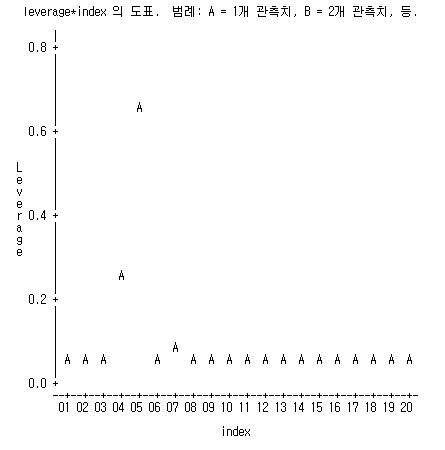 leverage*index 의 도표.  범례: A = 1개 관측치, B = 2개 관측치, 등.
0.8
0.6
A
Leverage
0.4
A
0.2
A A A A A A A A A A A A A A A A A A
0.0
01 02 03 04 05 06 07 08 09 10 11 12 13 14 15 16 17 18 19 20
index